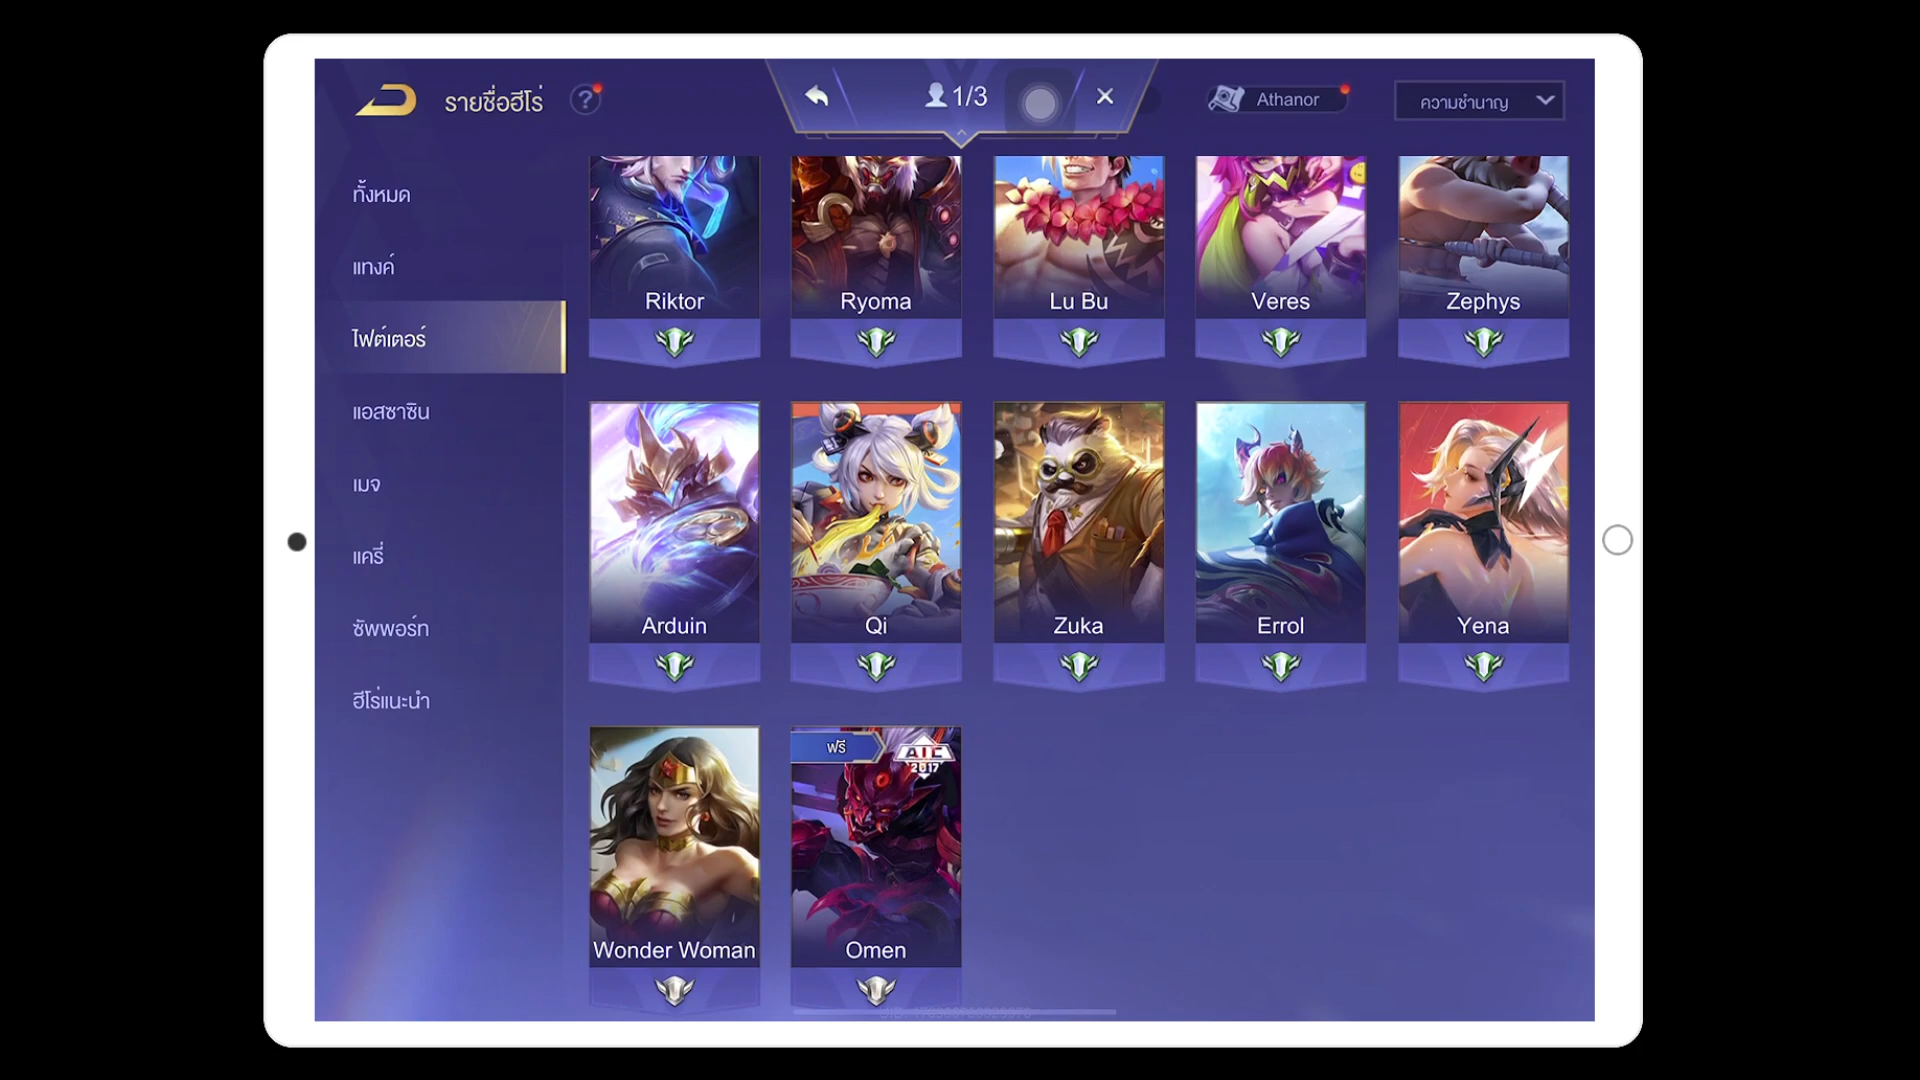 รายชื่อฮีโร่
?
1/3
Athanor
ความชำนาญ
ทั้งหมด
แทงค์
ไฟต์เตอร์
แอสซาซิน
เมจ
แครี่
ซัพพอร์ท
ฮีโร่แนะนำ
Riktor
Ryoma
Lu Bu
Veres
Zephys
Arduin
Qi
Zuka
Errol
Yena
ฟรี
AIC
2017
Wonder Woman
Omen